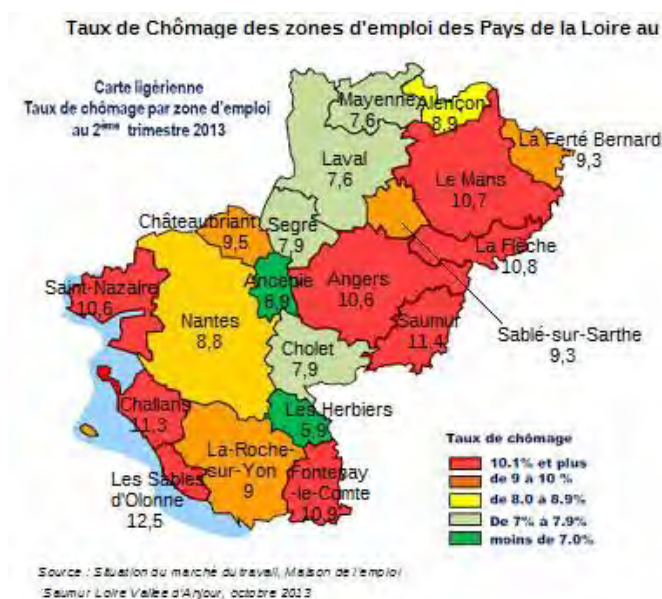 Taux de Chômage des zones d'emploi des Pays de la Loire au
Carte ligérienne
Taux de chômage par zone d'emploi
au 2ème trimestre 2013
Mayenne
7,6
Alençon
8,9
La Ferté Bernard
9,3
Laval
7,6
Le Mans
10,7
Châteaubriant
9,5
Segré
7,9
La Flèche
10,8
Saint-Nazaire
10,6
Ancenie
6,9
Angers
10,6
Nantes
8,8
Saumur
11,4
Sablé-sur-Sarthe
9,3
Cholet
7,9
Challans
11,3
Les Herbiers
5,9
La-Roche-
sur-Yon
9
Fontenay
-le-Comte
10,9
Les Sables
d'Olonne
12,5
Taux de chômage
10.1% et plus
de 9 à 10 %
de 8.0 à 8.9%
De 7% à 7.9%
moins de 7.0%
Source : Situation du marché du travail, Maison de l'emploi
Saumur Loire Vallée d'Anjour, octobre 2013